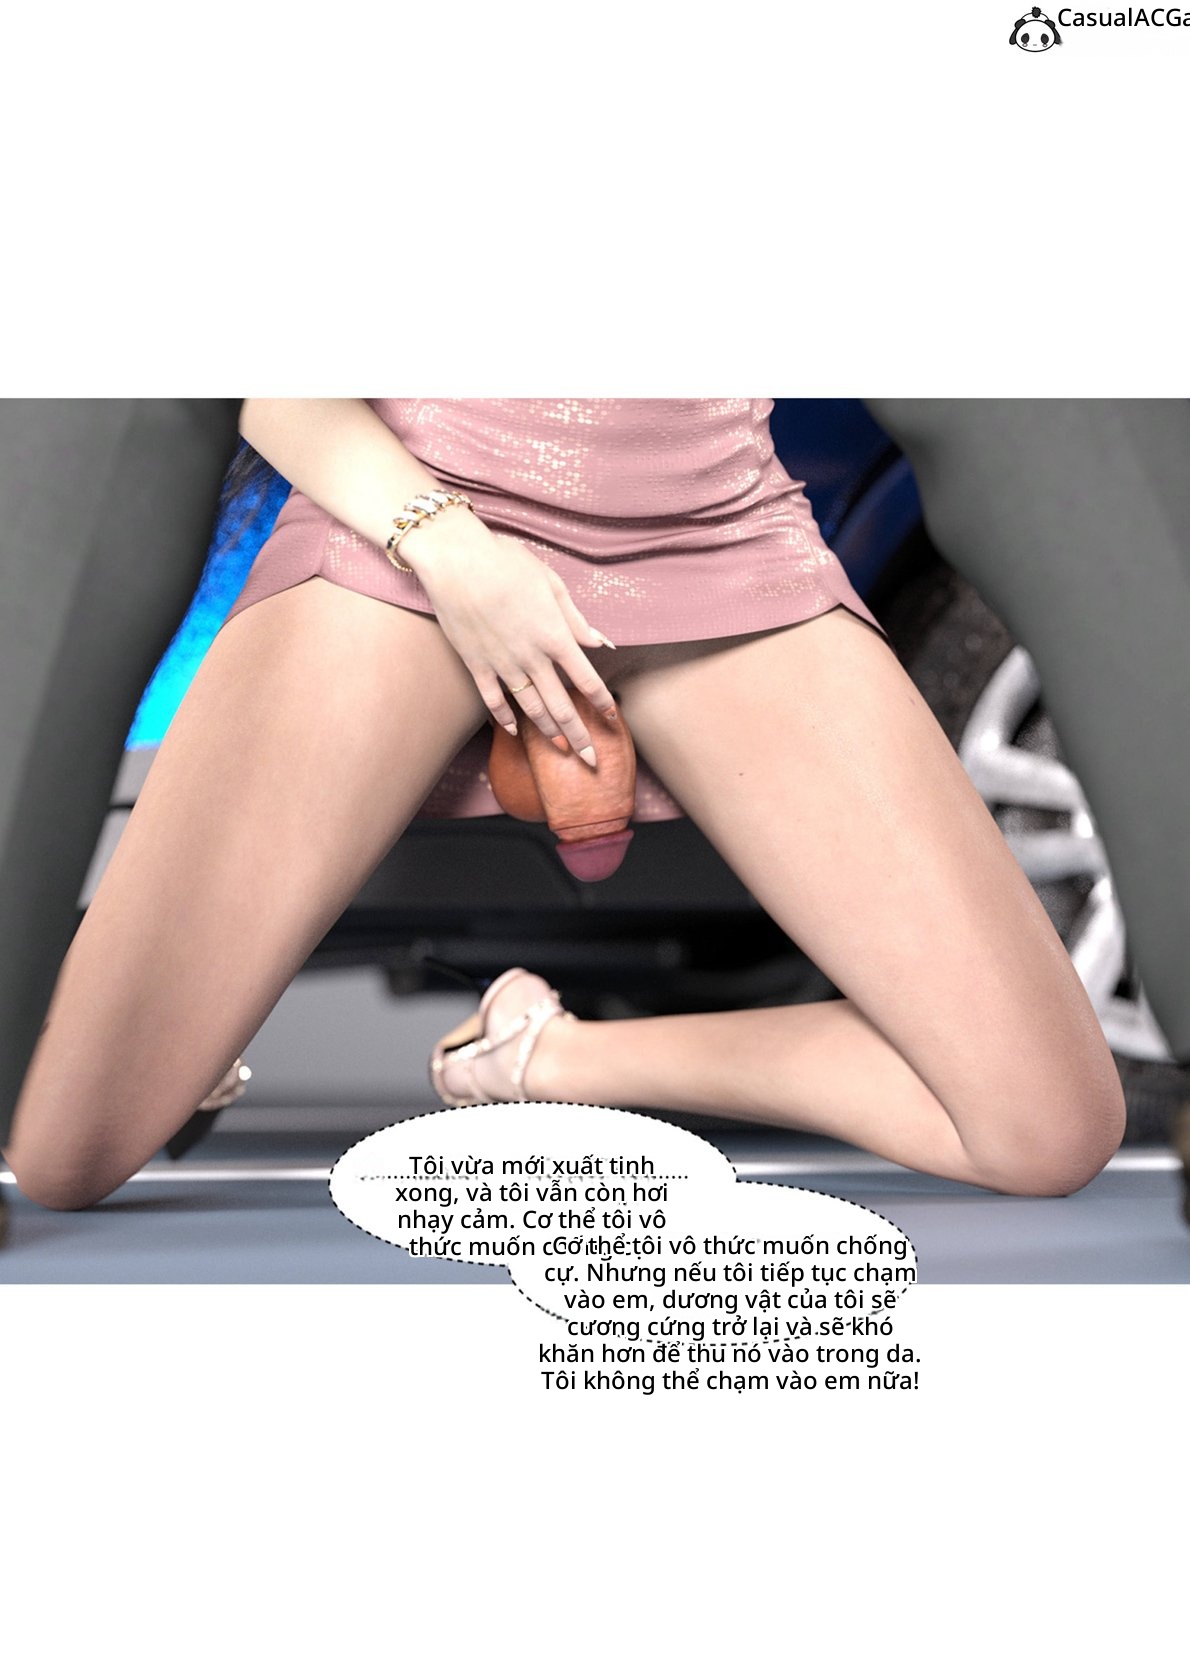 CasualACGa
Tôi vừa mới xuất tinh
xong, và tôi vẫn còn hơi
nhạy cảm. Cơ thể tôi vô
thức muốn
Cơ thể tôi vô thức muốn chống
cự. Nhưng nếu tôi tiếp tục chạm
vào em, dương vật của tôi sẽ
cương cứng trở lại và sẽ khó
khăn hơn để thu nó vào trong da.
Tôi không thể chạm vào em nữa!